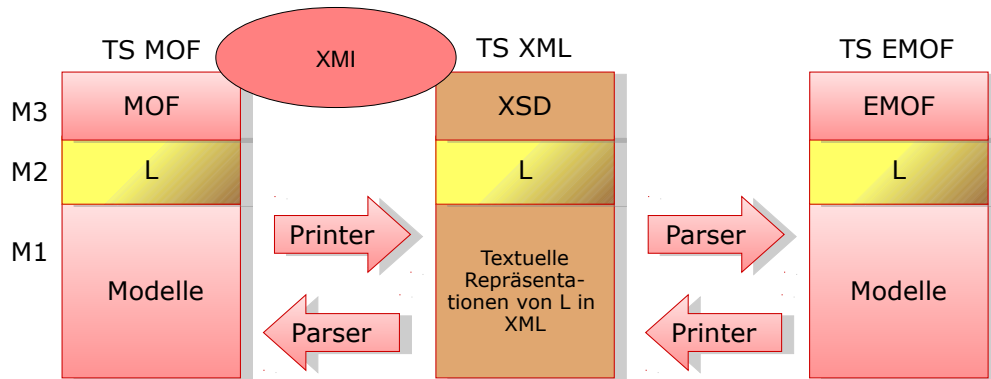 TS MOF
XMI
TS XML
TS EMOF
M3
MOF
XSD
EMOF
M2
L
L
L
M1
Printer
Parser
Modelle
Textuelle
Repräsenta-
tionen von L in
XML
Modelle
Parser
Printer